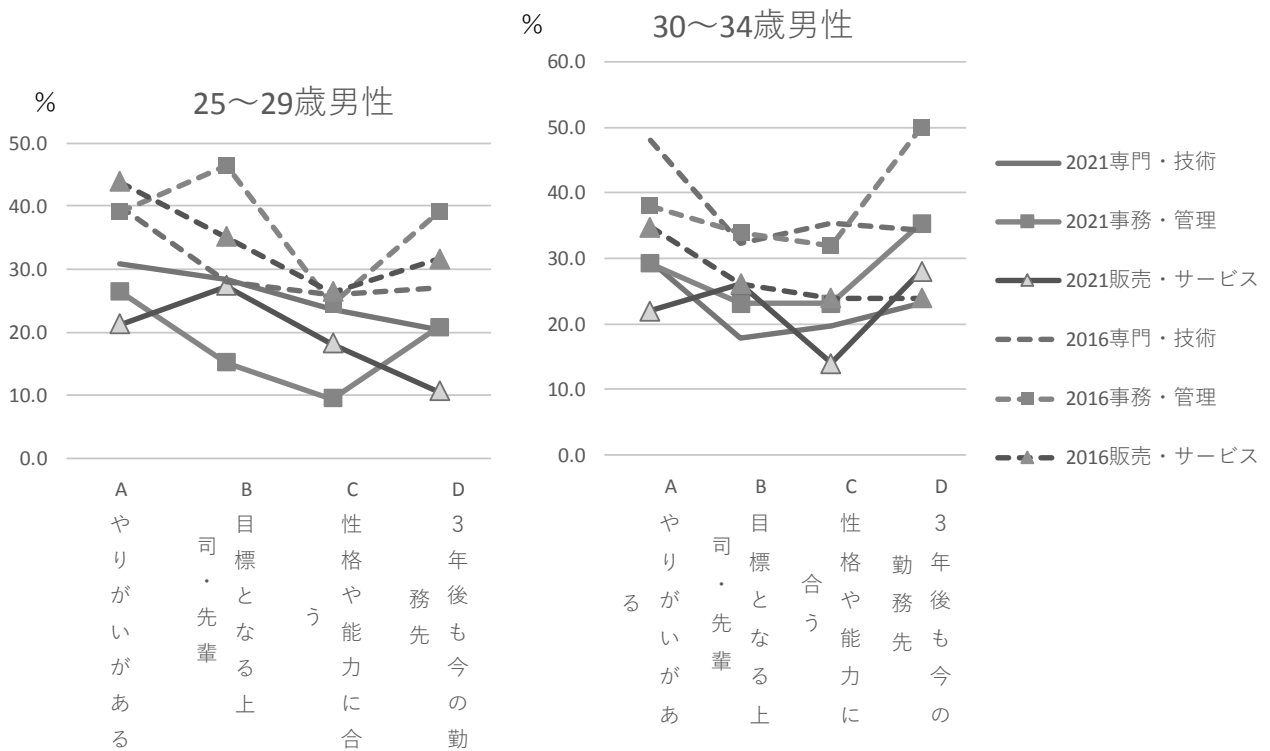 %
25～29歳男性
50.0
40.0
30.0
20.0
10.0
0.0
A
やりがいがある
B
目標となる上
司・先輩
C
性格や能力に合
う
D
３年後も今の勤
務先
%
30～34歳男性
60.0
50.0
40.0
30.0
20.0
10.0
0.0
A
やりがいがあ
る
B
目標となる上
司・先輩
C
性格や能力に
合う
D
３年後も今の
勤務先
2021専門・技術
2021事務・管理
2021販売・サービス
2016専門・技術
2016事務・管理
2016販売・サービス